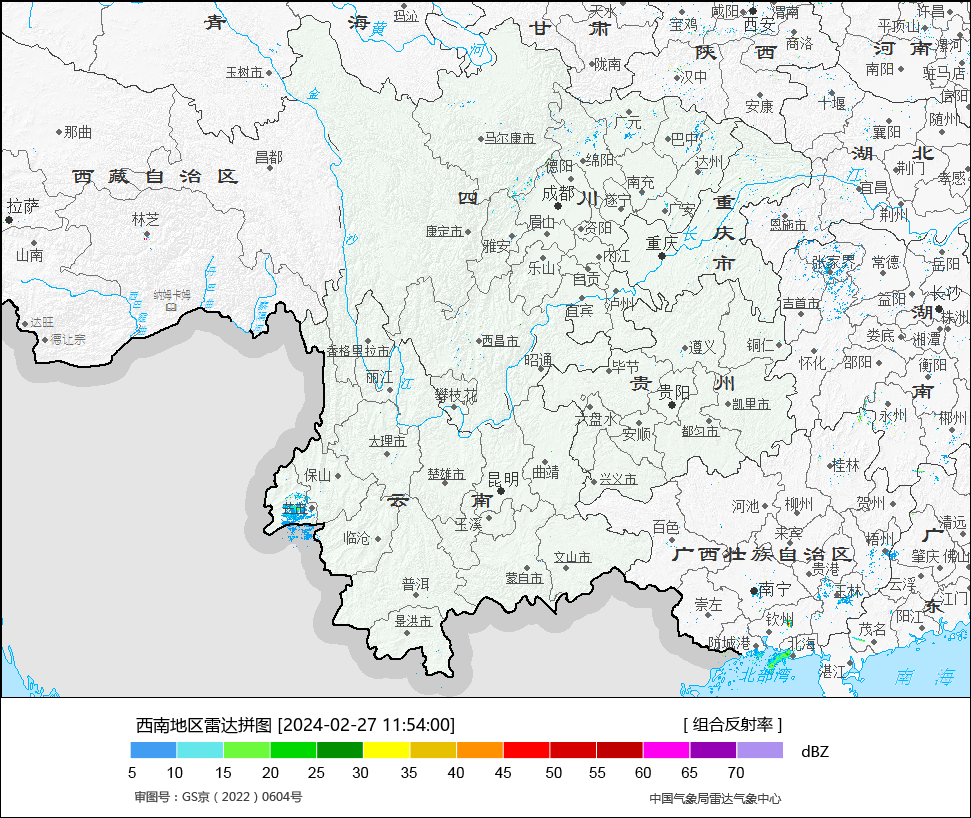 青 海 甘 肃
玛沁 天水 宝鸡 咸阳 西安 渭南 许昌
黄 河
陕 西 商洛 平顶山 漯河
河 南
玉树市 陇南 汉中 南阳 驻马店
金 安康 十堰 信阳
那曲 马尔康市 广元 巴中 襄阳 随州
昌都 德阳 绵阳 达州 湖 北
西 藏 自 治 区 荆门 孝感
四 川 成都 南充 遂宁 广安 重 庆 市 长 江 宜昌
拉萨 林芝 眉山 资阳 恩施市 荆州
山南 康定市 雅安 重庆
沙 乐山 内江 张家界 常德 岳阳
纳姆卡姆 自贡 泸州 宜宾 吉首市 益阳 长沙
达旺 德让宗 湖 株洲
香格里拉市 西昌市 昭通 遵义 铜仁 娄底 湘潭
丽江 江 毕节 怀化 邵阳 衡阳
攀枝花 贵 州 贵阳 凯里市 南
六盘水 安顺 都匀市 永州 郴州
大理市
保山 楚雄市 昆明 曲靖 兴义市 桂林
芒市 云 南 河池 柳州 贺州
临沧 玉溪 百色 来宾 梧州 广 清远
文山市 广 西 壮 族 自 治 区 肇庆 佛山
普洱 蒙自市 南宁 贵港 玉林 云浮 江门
崇左 东
景洪市 钦州 茂名 阳江
防城港 北海
北部湾 湛江 南 海
西南地区雷达拼图 [2024-02-27 11:54:00] [ 组合反射率 ]
dBZ
5 10 15 20 25 30 35 40 45 50 55 60 65 70
审图号：GS京（2022）0604号 中国气象局雷达气象中心